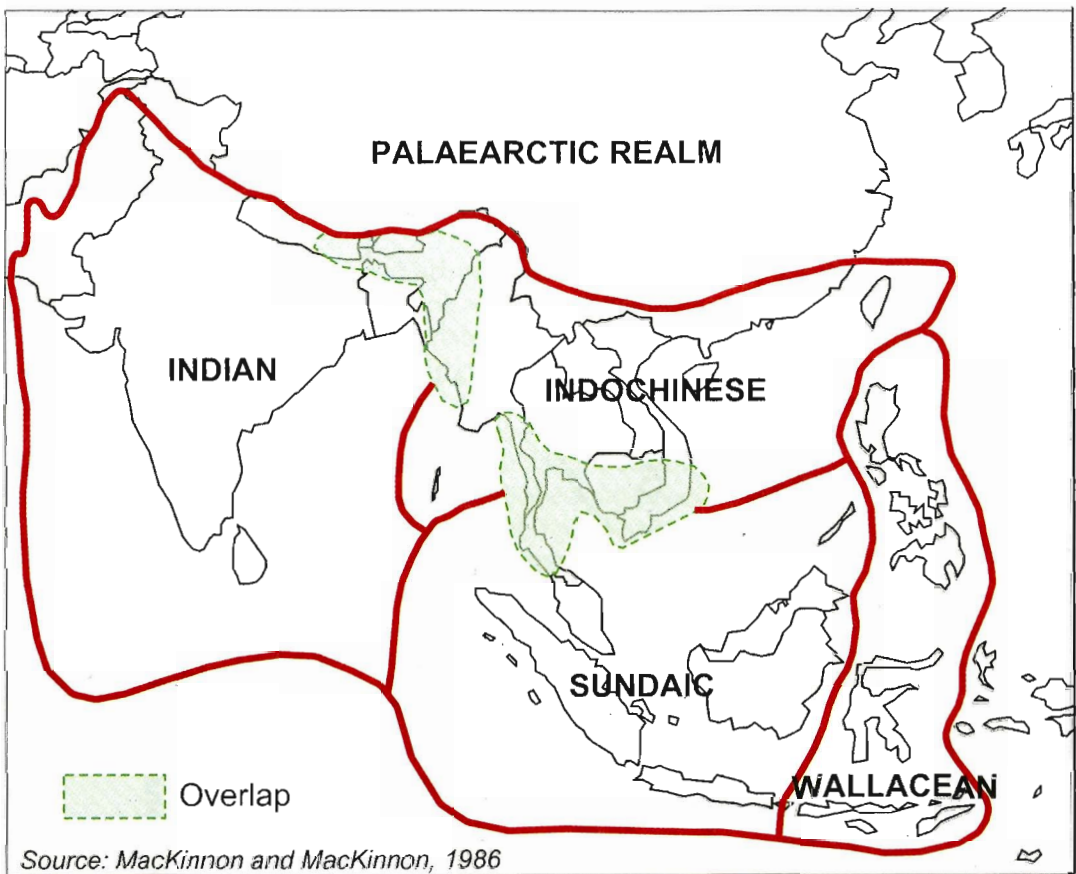 PALAEARCTIC REALM
INDIAN
INDOCHINESE
SUNDAIC
WALLACEAN
Overlap
Source: MacKinnon and MacKinnon, 1986